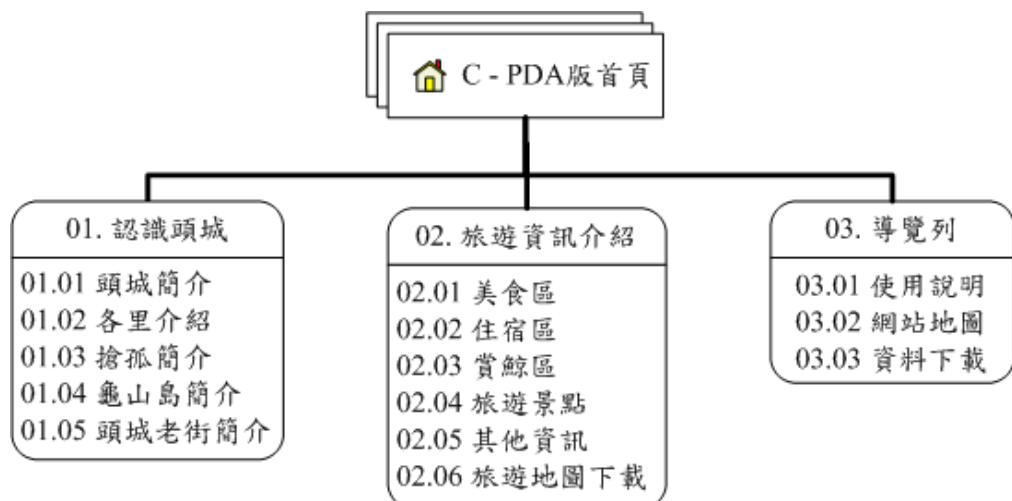 C - PDA版首頁
01. 認識頭城
01.01 頭城簡介
01.02 各里介紹
01.03 搶孤簡介
01.04 龜山島簡介
01.05 頭城老街簡介
02. 旅遊資訊介紹
02.01 美食區
02.02 住宿區
02.03 賞鯨區
02.04 旅遊景點
02.05 其他資訊
02.06 旅遊地圖下載
03. 導覽列
03.01 使用說明
03.02 網站地圖
03.03 資料下載